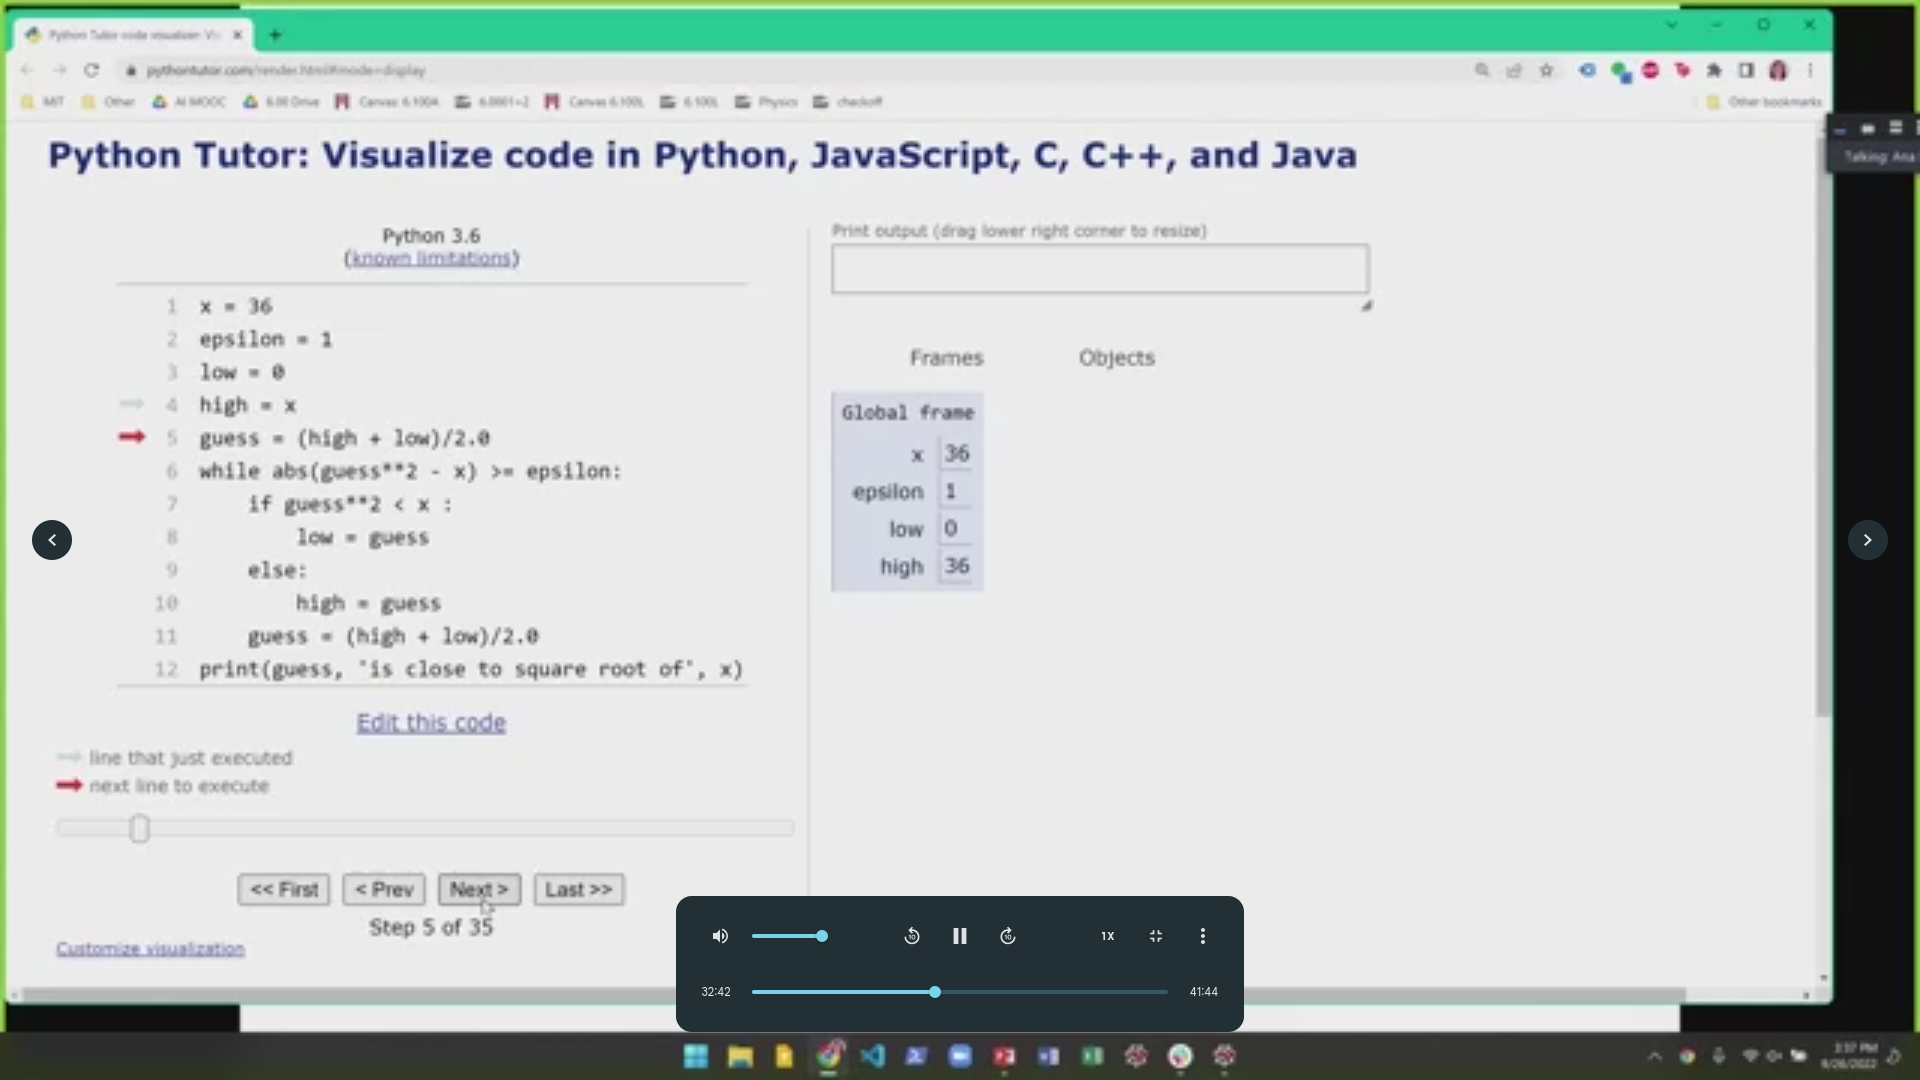 Python Tutor code visualizer: Vi
pythontutor.com/render.html#mode=display
MIT Other AI MOOC 6.00 Drive Canvas 6.100A 6.0001+2 Canvas 6.100L 6.100L Physics checkoff Other bookmarks
Talking: Ana
Python Tutor: Visualize code in Python, JavaScript, C, C++, and Java
Python 3.6
(known limitations)
1 x = 36
2 epsilon = 1
3 low = 0
4 high = x
5 guess = (high + low)/2.0
6 while abs(guess**2 - x) >= epsilon:
7 if guess**2 < x :
8 low = guess
9 else:
10 high = guess
11 guess = (high + low)/2.0
12 print(guess, 'is close to square root of', x)
Edit this code
line that just executed
next line to execute
<< First < Prev Next > Last >>
Step 5 of 35
Customize visualization
Print output (drag lower right corner to resize)
Frames Objects
Global frame
x 36
epsilon 1
low 0
high 36
10 10 1X
32:42 41:44
3:37 PM
9/26/2022